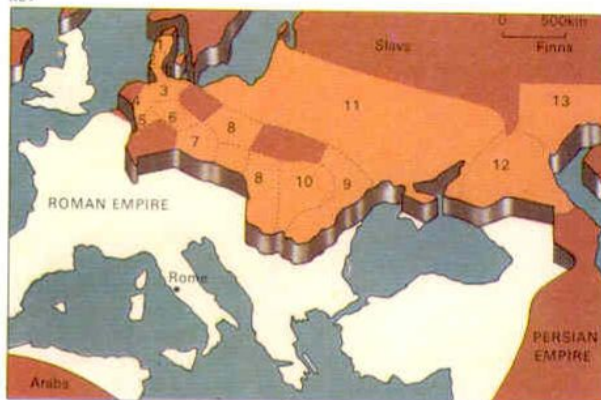 0 500km
Slavs Finns
13
3
4
11
5 6
8
7
12
8 10 9
ROMAN EMPIRE
Rome
PERSIAN
EMPIRE
Arabs